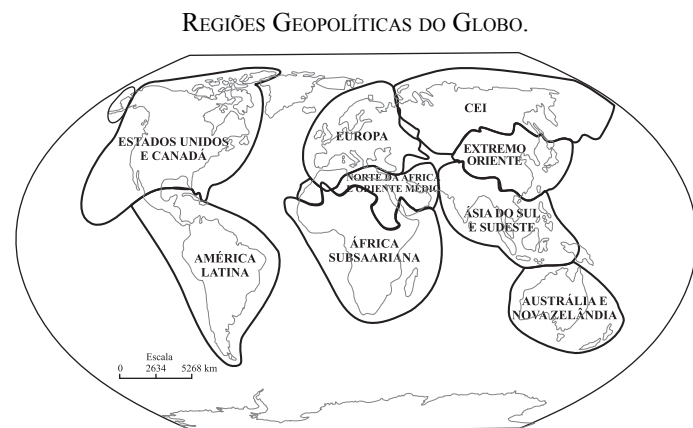 REGIÕES GEOPOLÍTICAS DO GLOBO.
CEI
EUROPA
ESTADOS UNIDOS
E CANADÁ
EXTREMO
ORIENTE
NORTE DA ÁFRICA
E ORIENTE MÉDIO
ÁSIA DO SUL
E SUDESTE
ÁFRICA
SUBSAARIANA
AMÉRICA
LATINA
AUSTRÁLIA E
NOVA ZELÂNDIA
Escala
0 2634 5268 km